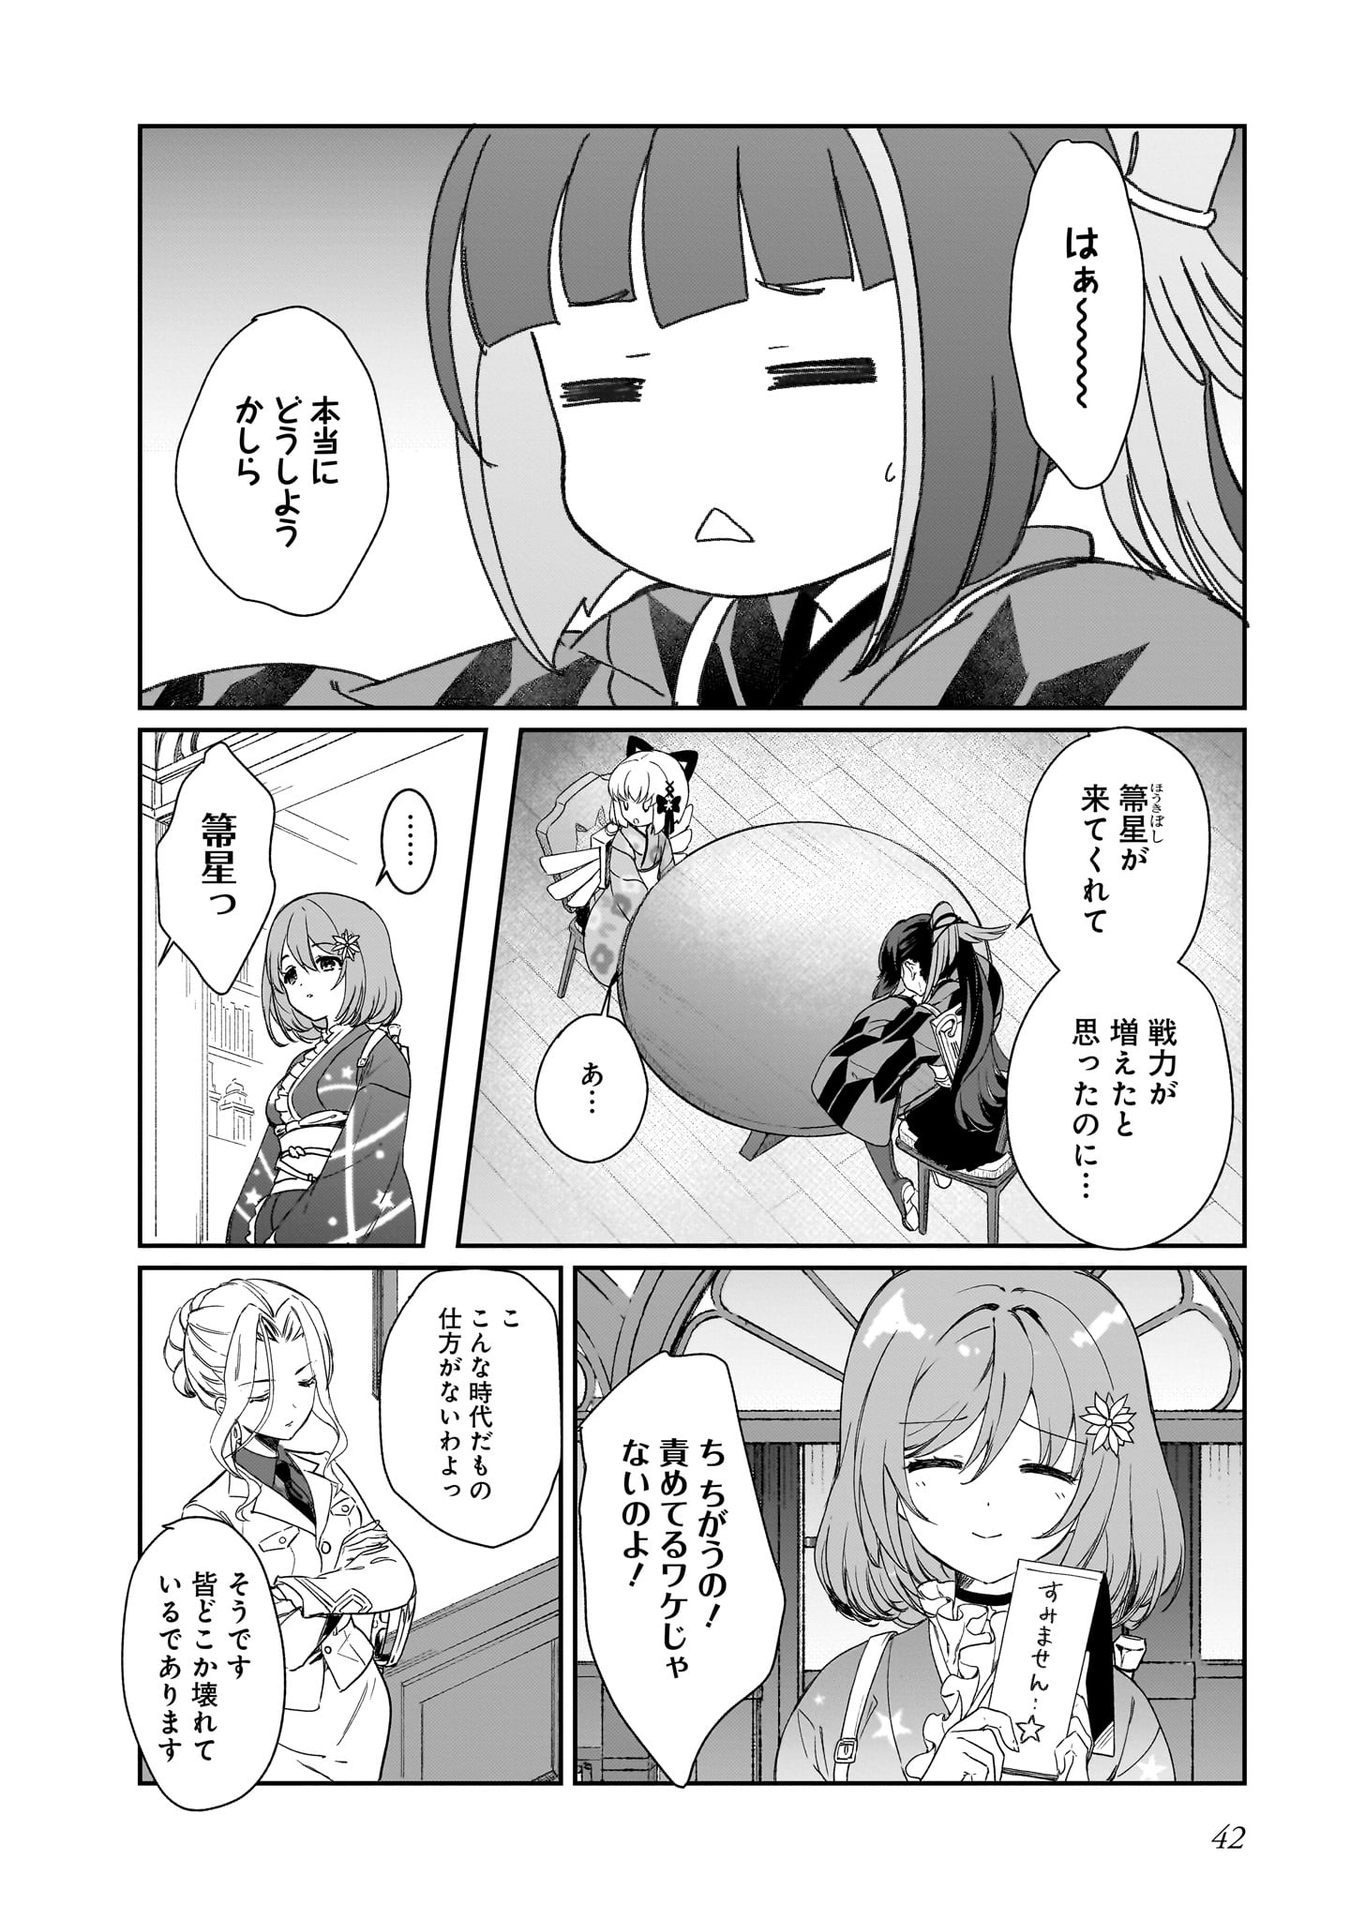 はぁ〜〜〜〜
本当に
どうしよう
かしら
箒星が
ほうきぼし
来てくれて
戦力が
増えたと
思ったのに…
あ…
……
箒星っ
ち ちがうの！
責めてるワケじゃ
ないのよ！
すみません…☆
こ
こんな時代だもの
仕方がないわよっ
そうです
皆どこか壊れて
いるであります
42